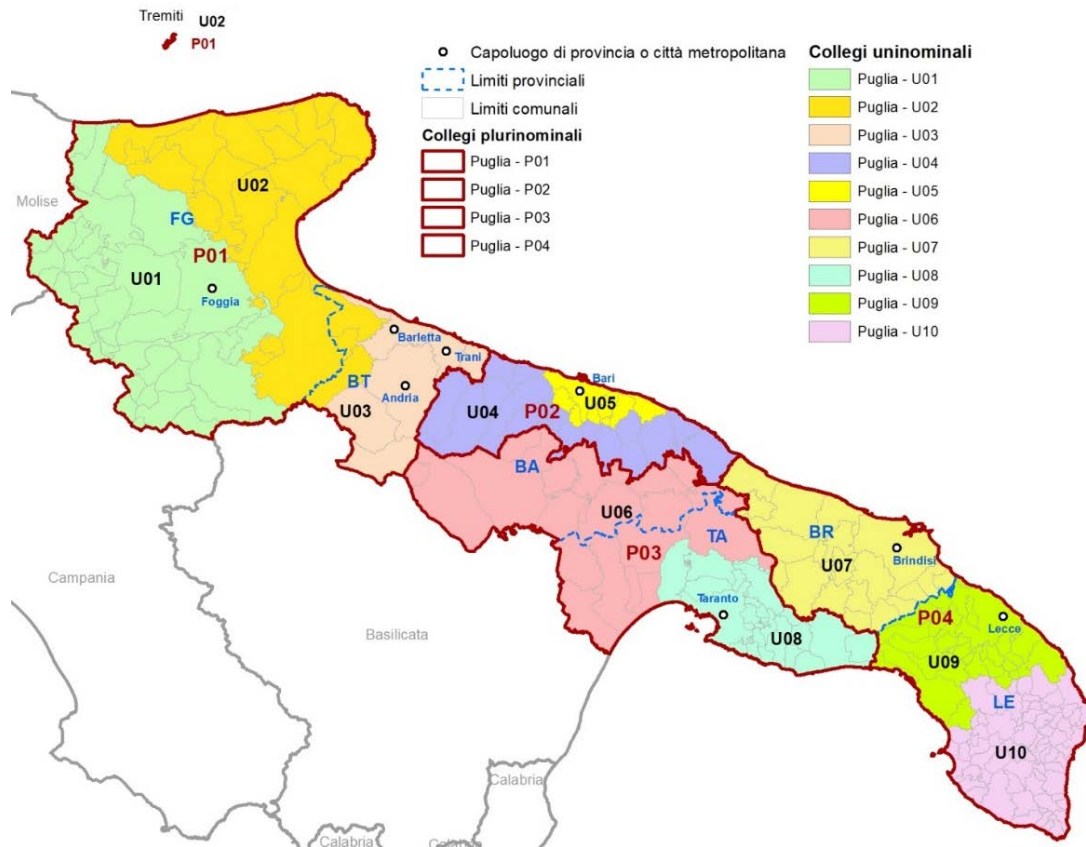 Tremiti
U02
P01
Capoluogo di provincia o città metropolitana
Limiti provinciali
Limiti comunali
Collegi plurinominali
Puglia - P01
Puglia - P02
Puglia - P03
Puglia - P04
Collegi uninominali
Puglia - U01
Puglia - U02
Puglia - U03
Puglia - U04
Puglia - U05
Puglia - U06
Puglia - U07
Puglia - U08
Puglia - U09
Puglia - U10
Molise
U02
FG
P01
U01
Foggia
Barletta
Trani
BT
Andria
U03
Bari
U05
U04
P02
BA
U06
TA
P03
BR
U07
Brindisi
Taranto
U08
P04
Lecce
U09
LE
U10
Campania
Basilicata
Calabria
Calabria